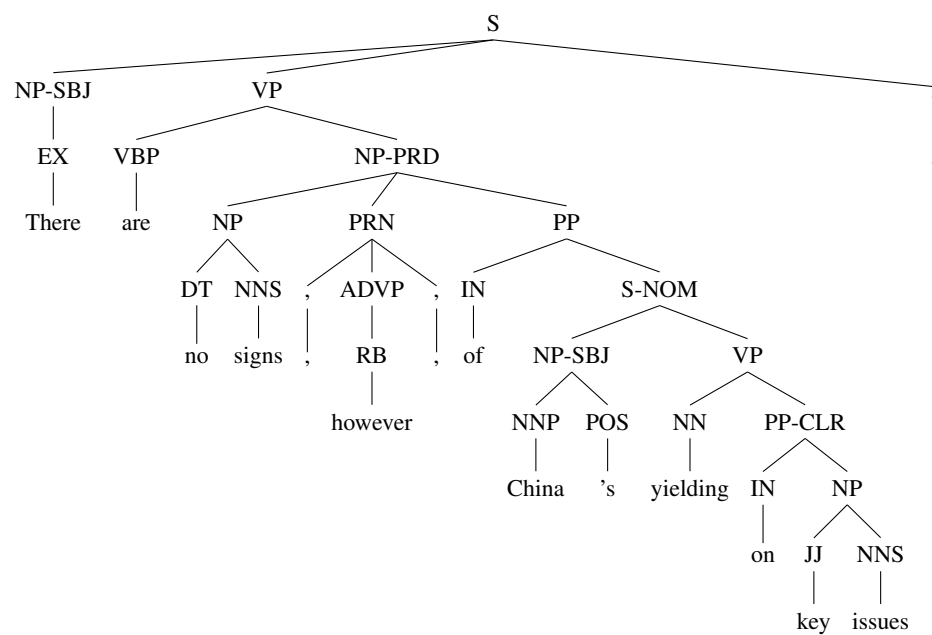 S
NP-SBJ VP
EX VBP NP-PRD
There are NP PRN PP
DT NNS , ADVP , IN S-NOM
no signs , RB , of NP-SBJ VP
however NNP POS NN PP-CLR
China 's yielding IN NP
on JJ NNS
key issues